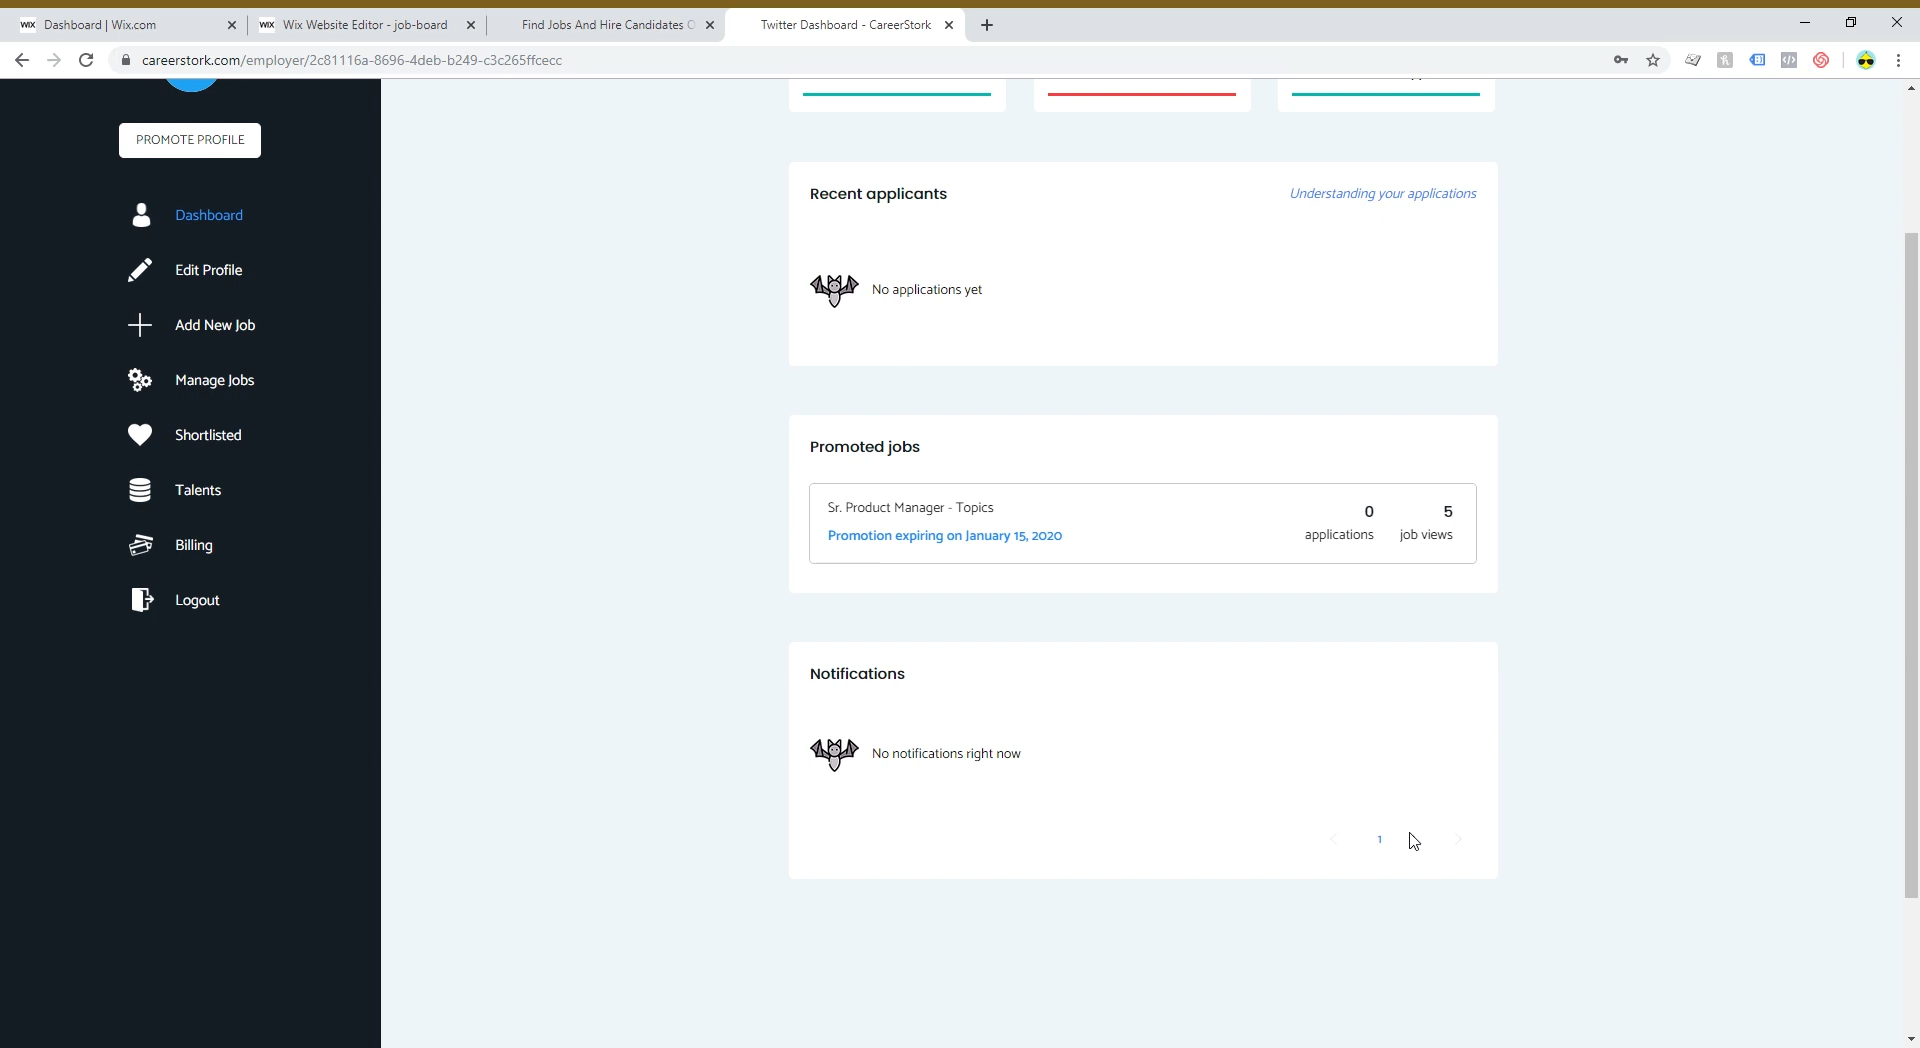 WIX Dashboard | Wix.com
WIX Wix Website Editor - job-board
Find Jobs And Hire Candidates
Twitter Dashboard - CareerStork
careerstork.com/employer/2c81116a-8696-4deb-b249-c3c265ffcecc
PROMOTE PROFILE
Dashboard
Edit Profile
Add New Job
Manage Jobs
Shortlisted
Talents
Billing
Logout
Recent applicants
Understanding your applications
No applications yet
Promoted jobs
Sr. Product Manager - Topics
0
5
Promotion expiring on January 15, 2020
applications
job views
Notifications
No notifications right now
< 1 >